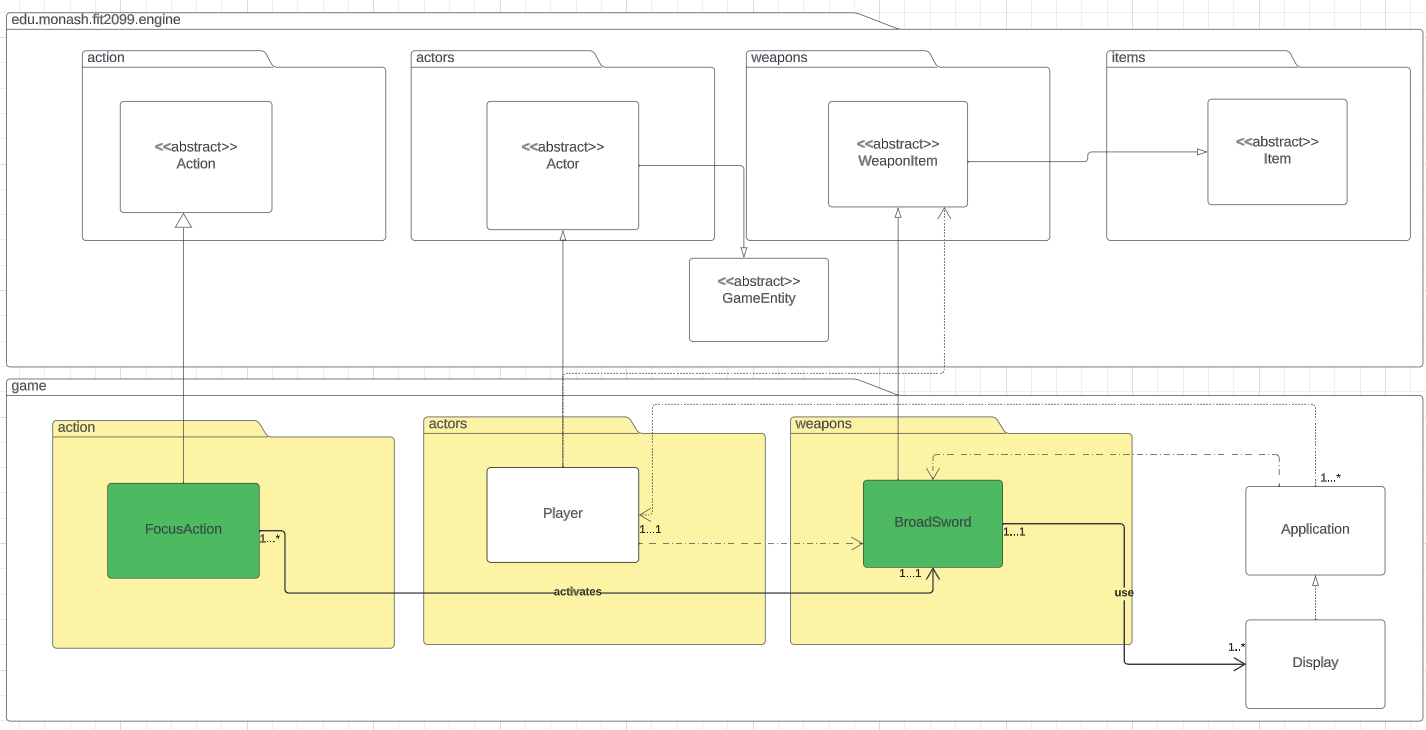 edu.monash.fit2099.engine
action
actors
weapons
items
<<abstract>>
Action
<<abstract>>
Actor
<<abstract>>
WeaponItem
<<abstract>>
Item
<<abstract>>
GameEntity
game
action
actors
weapons
FocusAction
1...*
Player
1...1
BroadSword
1...1
1...1
1...*
Application
activates
use
1..*
Display